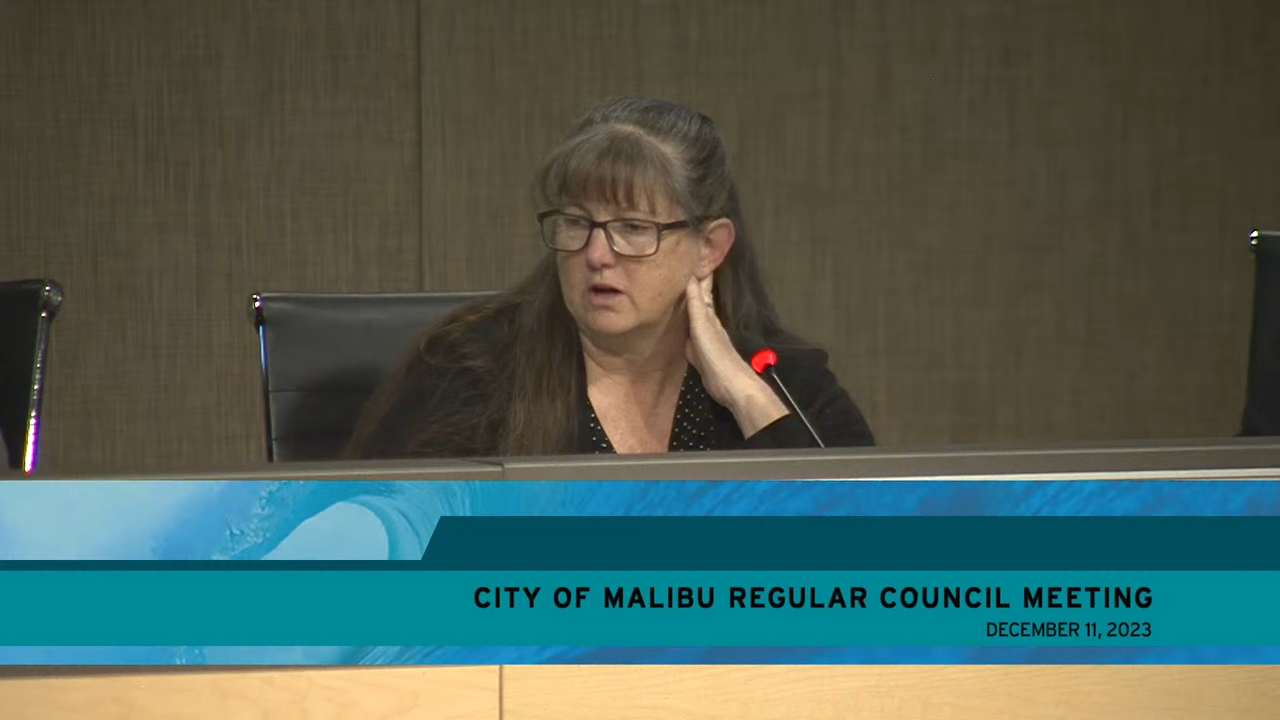 CITY OF MALIBU REGULAR COUNCIL MEETING
DECEMBER 11, 2023